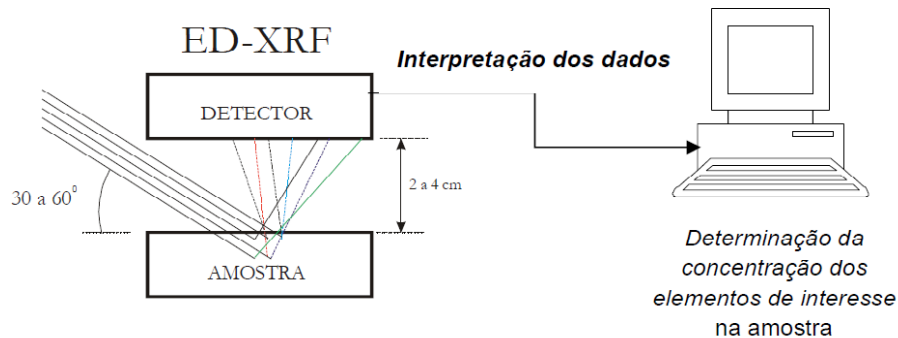 ED-XRF
Interpretação dos dados
DETECTOR
30 a 60⁰
2 a 4 cm
AMOSTRA
Determinação da
concentração dos
elementos de interesse
na amostra